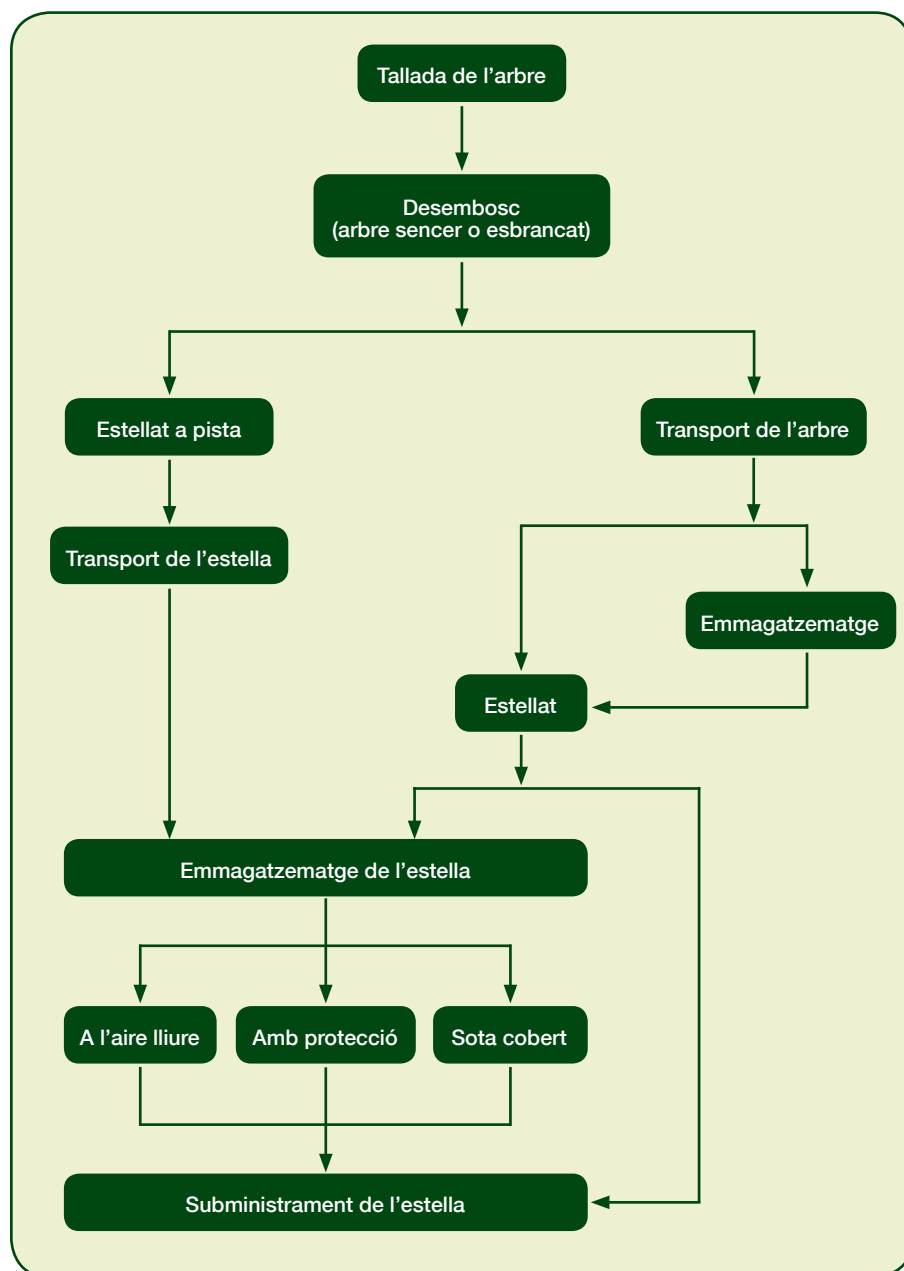 Tallada de l’arbre
Desembosc
(arbre sencer o esbrancat)
Estellat a pista
Transport de l’arbre
Transport de l’estella
Emmagatzematge
Estellat
Emmagatzematge de l’estella
A l’aire lliure
Amb protecció
Sota cobert
Subministrament de l’estella